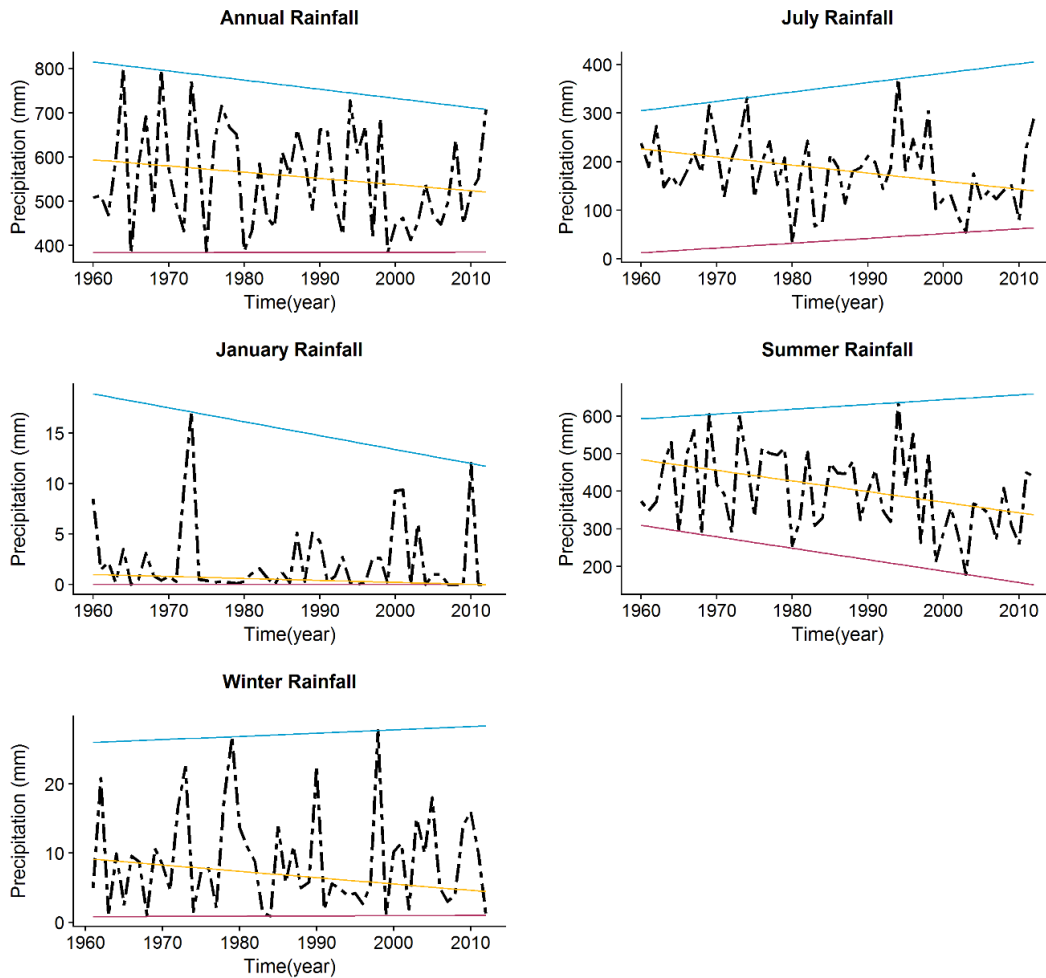 Annual Rainfall
Precipitation (mm)
800
700
600
500
400
1960 1970 1980 1990 2000 2010
Time(year)
July Rainfall
Precipitation (mm)
400
300
200
100
0
1960 1970 1980 1990 2000 2010
Time(year)
January Rainfall
Precipitation (mm)
15
10
5
0
1960 1970 1980 1990 2000 2010
Time(year)
Summer Rainfall
Precipitation (mm)
600
500
400
300
200
1960 1970 1980 1990 2000 2010
Time(year)
Winter Rainfall
Precipitation (mm)
20
10
0
1960 1970 1980 1990 2000 2010
Time(year)